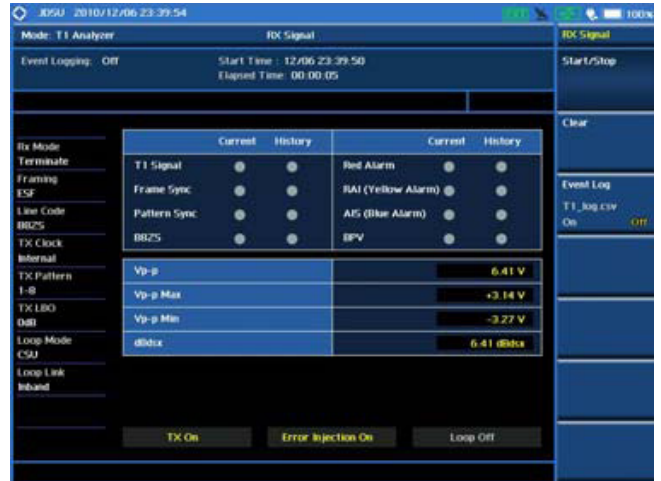 JDSU 2010/12/06 23:39:54
100%
Mode: T1 Analyzer
RX Signal
RX Signal
Event Logging: Off
Start Time : 12/06 23:39:50
Elapsed Time: 00:00:05
Start/Stop
Clear
Event Log
T1_log.csv
On Off
Rx Mode
Terminate
Framing
ESF
Line Code
B8ZS
TX Clock
Internal
TX Pattern
1-8
TX LBO
0dB
Loop Mode
CSU
Loop Link
Inband
Current History Current History
T1 Signal Red Alarm
Frame Sync RAI (Yellow Alarm)
Pattern Sync AIS (Blue Alarm)
B8ZS BPV
Vp-p 6.41 V
Vp-p Max +3.14 V
Vp-p Min -3.27 V
dBdsx 6.41 dBdsx
TX On Error Injection On Loop Off